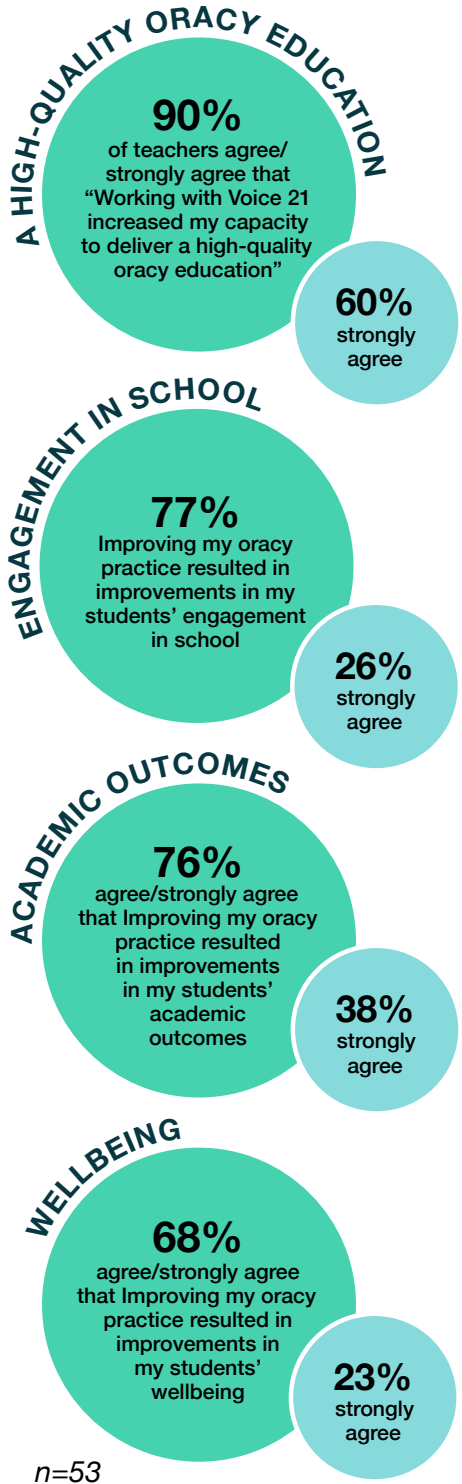 A HIGH-QUALITY ORACY EDUCATION
90%
of teachers agree/
strongly agree that
“Working with Voice 21
increased my capacity
to deliver a high-quality
oracy education”
60%
strongly
agree
ENGAGEMENT IN SCHOOL
77%
Improving my oracy
practice resulted in
improvements in my
students’ engagement
in school
26%
strongly
agree
ACADEMIC OUTCOMES
76%
agree/strongly agree
that Improving my oracy
practice resulted
in improvements
in my students’
academic
outcomes
38%
strongly
agree
WELLBEING
68%
agree/strongly agree
that Improving my oracy
practice resulted in
improvements in
my students’
wellbeing
23%
strongly
agree
n=53